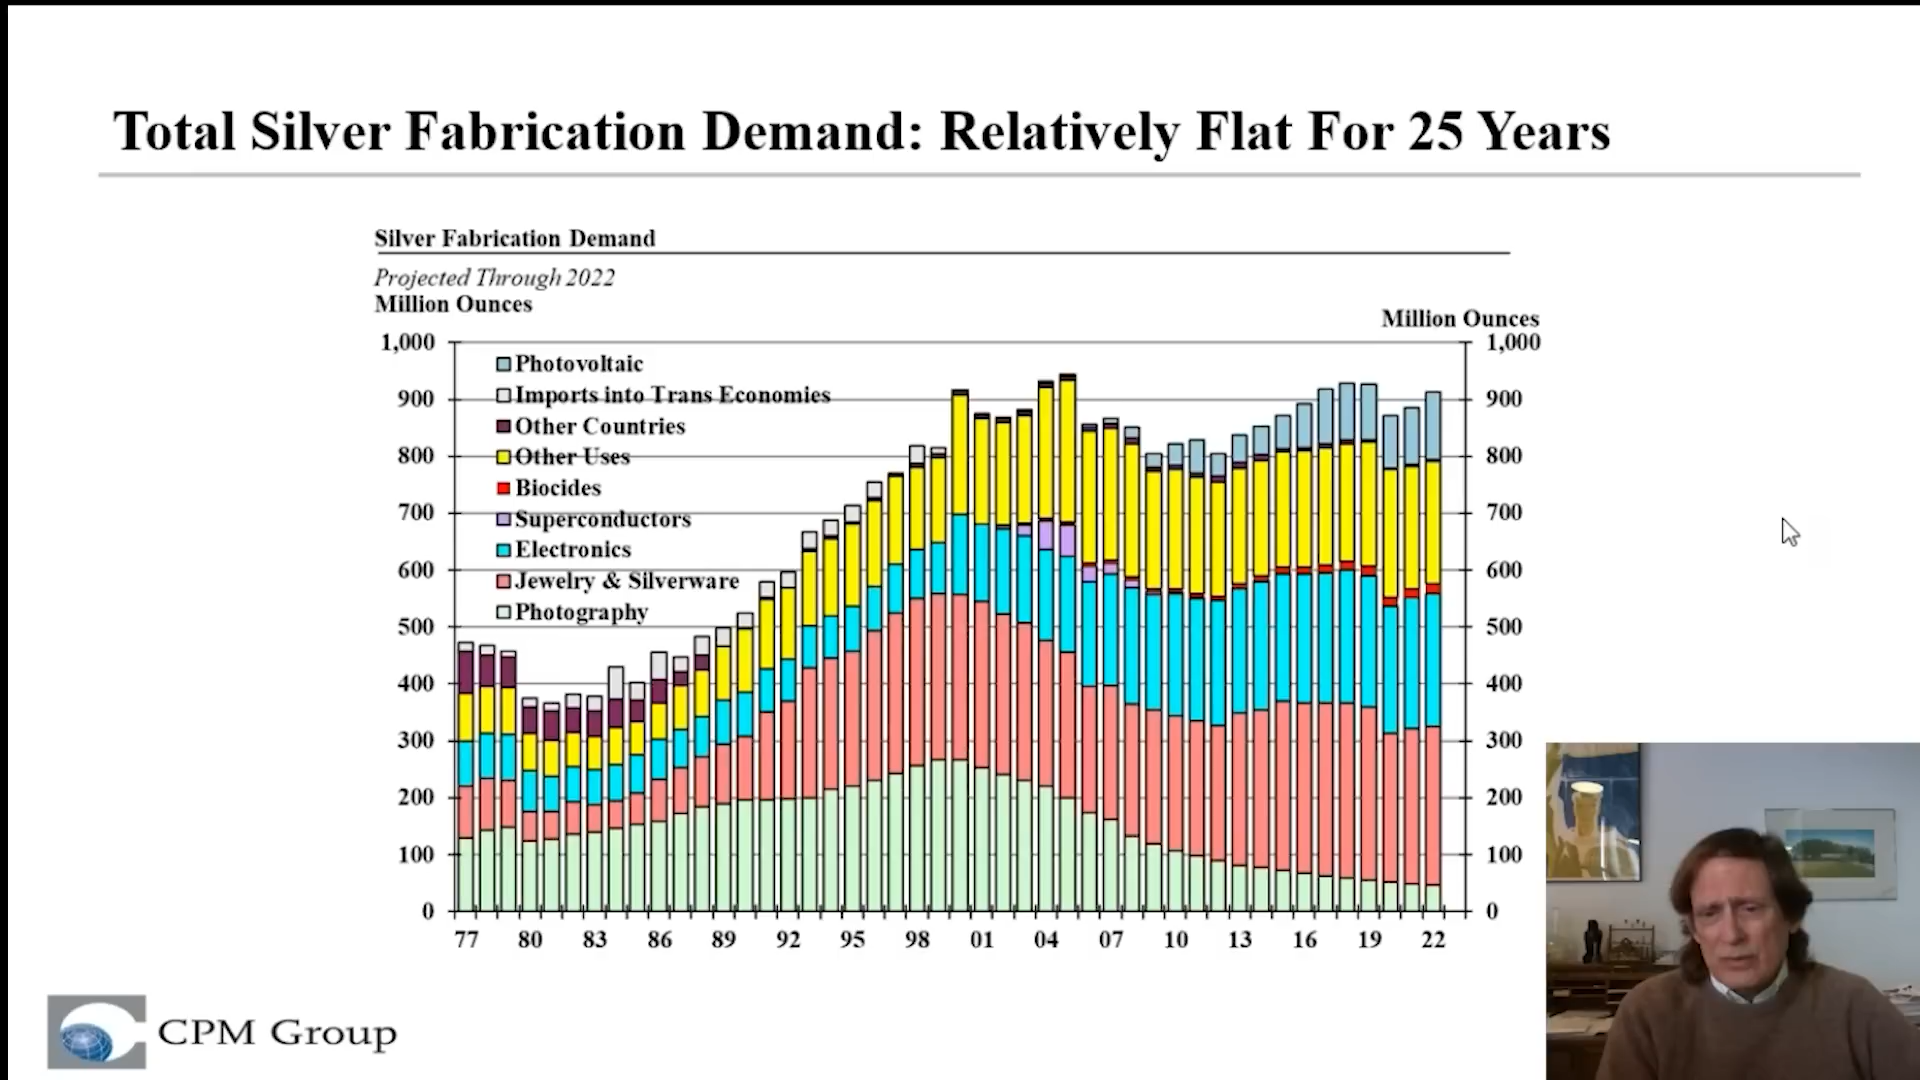 Total Silver Fabrication Demand: Relatively Flat For 25 Years
Silver Fabrication Demand
Projected Through 2022
Million Ounces
Million Ounces
1,000
900
800
700
600
500
400
300
200
100
0
Photovoltaic
Imports into Trans Economies
Other Countries
Other Uses
Biocides
Superconductors
Electronics
Jewelry & Silverware
Photography
1,000
900
800
700
600
500
400
300
200
100
0
77 80 83 86 89 92 95 98 01 04 07 10 13 16 19 22
CPM Group